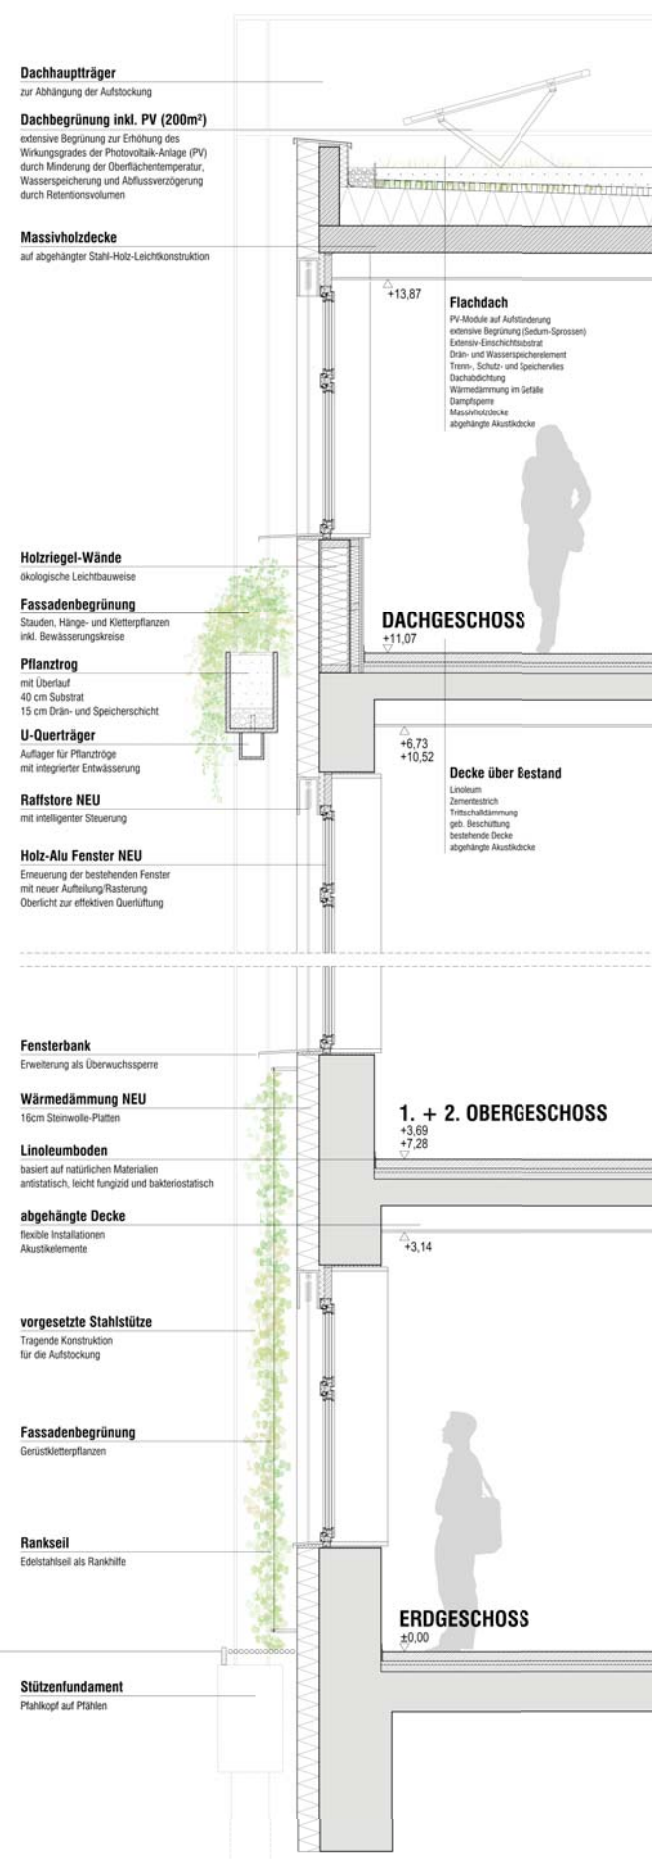 Dachhauptträger
zur Abhängung der Aufstockung
Dachbegrünung inkl. PV (200m²)
extensive Begrünung zur Erhöhung des
Wirkungsgrades der Photovoltaik-Anlage (PV)
durch Minderung der Oberflächentemperatur,
Wasserspeicherung und Abflussverzögerung
durch Retentionsvolumen
Massivholzdecke
auf abgehängter Stahl-Holz-Leichtkonstruktion
+13,87
Flachdach
PV-Module auf Aufständerung
extensive Begrünung (Sedum-Sprossen)
Extensiv-Einschichtsubstrat
Drän- und Wasserspeicherelement
Trenn-, Schutz- und Speichervlies
Dachabdichtung
Wärmedämmung im Gefälle
Dampfsperre
Massivholzdecke
abgehängte Akustikdecke
Holzriegel-Wände
ökologische Leichtbauweise
Fassadenbegrünung
Stauden, Hänge- und Kletterpflanzen
inkl. Bewässerungskreise
DACHGESCHOSS
+11,07
Pflanztrog
mit Überlauf
40 cm Substrat
15 cm Drän- und Speicherschicht
U-Querträger
Auflager für Pflanztröge
mit integrierter Entwässerung
+6,73
+10,52
Decke über Bestand
Linoleum
Zementestrich
Trittschalldämmung
geb. Beschüttung
bestehende Decke
abgehängte Akustikdecke
Raffstore NEU
mit intelligenter Steuerung
Holz-Alu Fenster NEU
Erneuerung der bestehenden Fenster
mit neuer Aufteilung/Rasterung
Oberlicht zur effektiven Querlüftung
Fensterbank
Erweiterung als Überwuchssperre
Wärmedämmung NEU
16cm Steinwolle-Platten
1. + 2. OBERGESCHOSS
+3,69
+7,28
Linoleumboden
basiert auf natürlichen Materialien
antistatisch, leicht fungizid und bakteriostatisch
abgehängte Decke
flexible Installationen
Akustikelemente
+3,14
vorgesetzte Stahlstütze
Tragende Konstruktion
für die Aufstockung
Fassadenbegrünung
Gerüstkletterpflanzen
Rankseil
Edelstahlseil als Rankhilfe
ERDGESCHOSS
±0,00
Stützenfundament
Pfahlkopf auf Pfählen